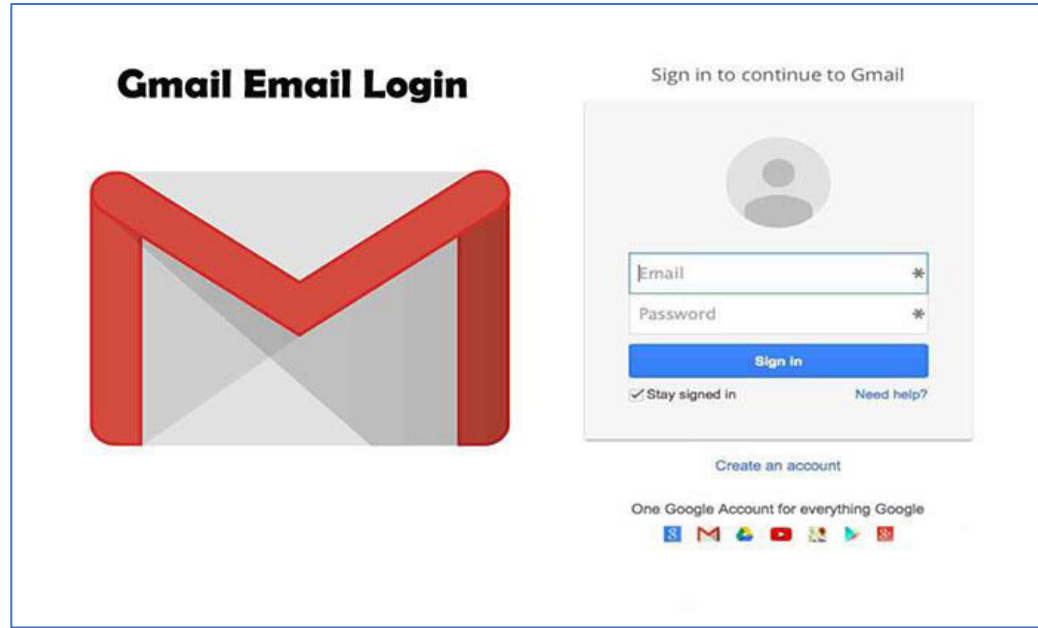 Gmail Email Login
Sign in to continue to Gmail
Email *
Password *
Sign in
Stay signed in
Need help?
Create an account
One Google Account for everything Google